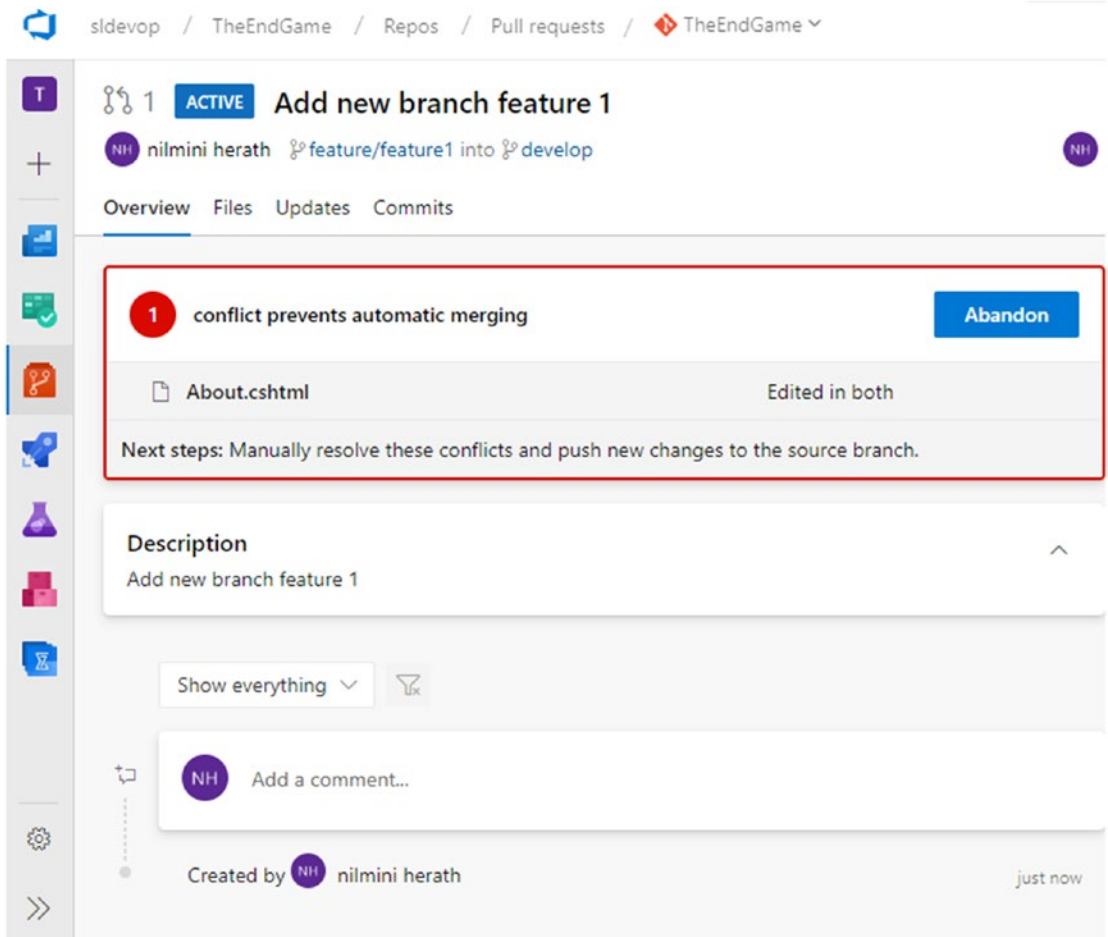 sldevop / TheEndGame / Repos / Pull requests / TheEndGame
T
1 ACTIVE Add new branch feature 1
NH nilmini herath feature/feature1 into develop NH
Overview Files Updates Commits
1 conflict prevents automatic merging Abandon
About.cshtml Edited in both
Next steps: Manually resolve these conflicts and push new changes to the source branch.
Description
Add new branch feature 1
Show everything
NH Add a comment...
Created by NH nilmini herath just now